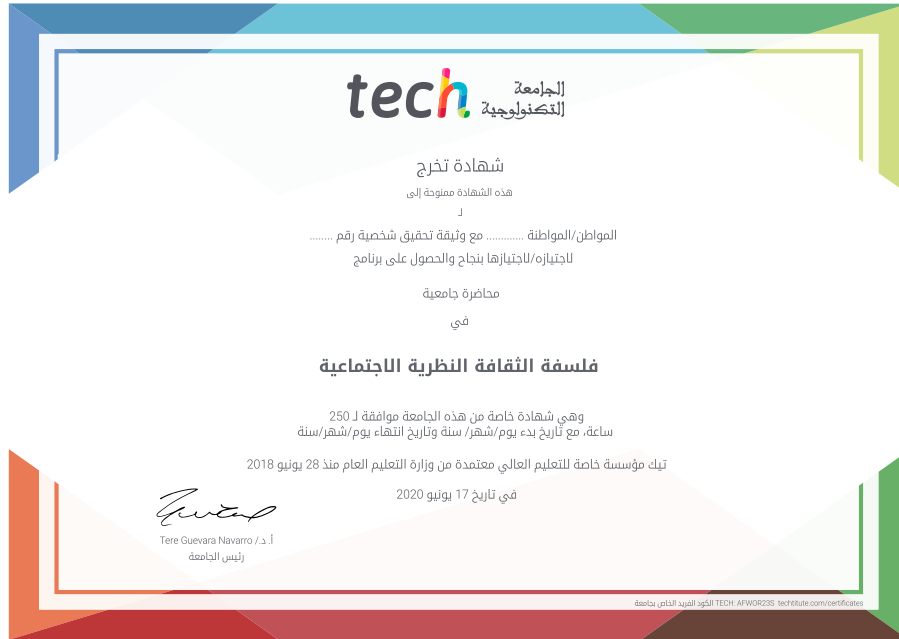 tech الجامعة
التكنولوجية
شهادة تخرج
هذه الشهادة ممنوحة إلى
لـ
المواطن/المواطنة ............. مع وثيقة تحقيق شخصية رقم ........
لاجتيازه/لاجتيازها بنجاح والحصول على برنامج
محاضرة جامعية
في
فلسفة الثقافة النظرية الاجتماعية
وهي شهادة خاصة من هذه الجامعة موافقة لـ 250
ساعة، مع تاريخ بدء يوم/شهر/ سنة وتاريخ انتهاء يوم/شهر/سنة
تيك مؤسسة خاصة للتعليم العالي معتمدة من وزارة التعليم العام منذ 28 يونيو 2018
في تاريخ 17 يونيو 2020
أ. د./ Tere Guevara Navarro
رئيس الجامعة
الكود الفريد الخاص بجامعة TECH: AFWOR23S techtitute.com/certificates